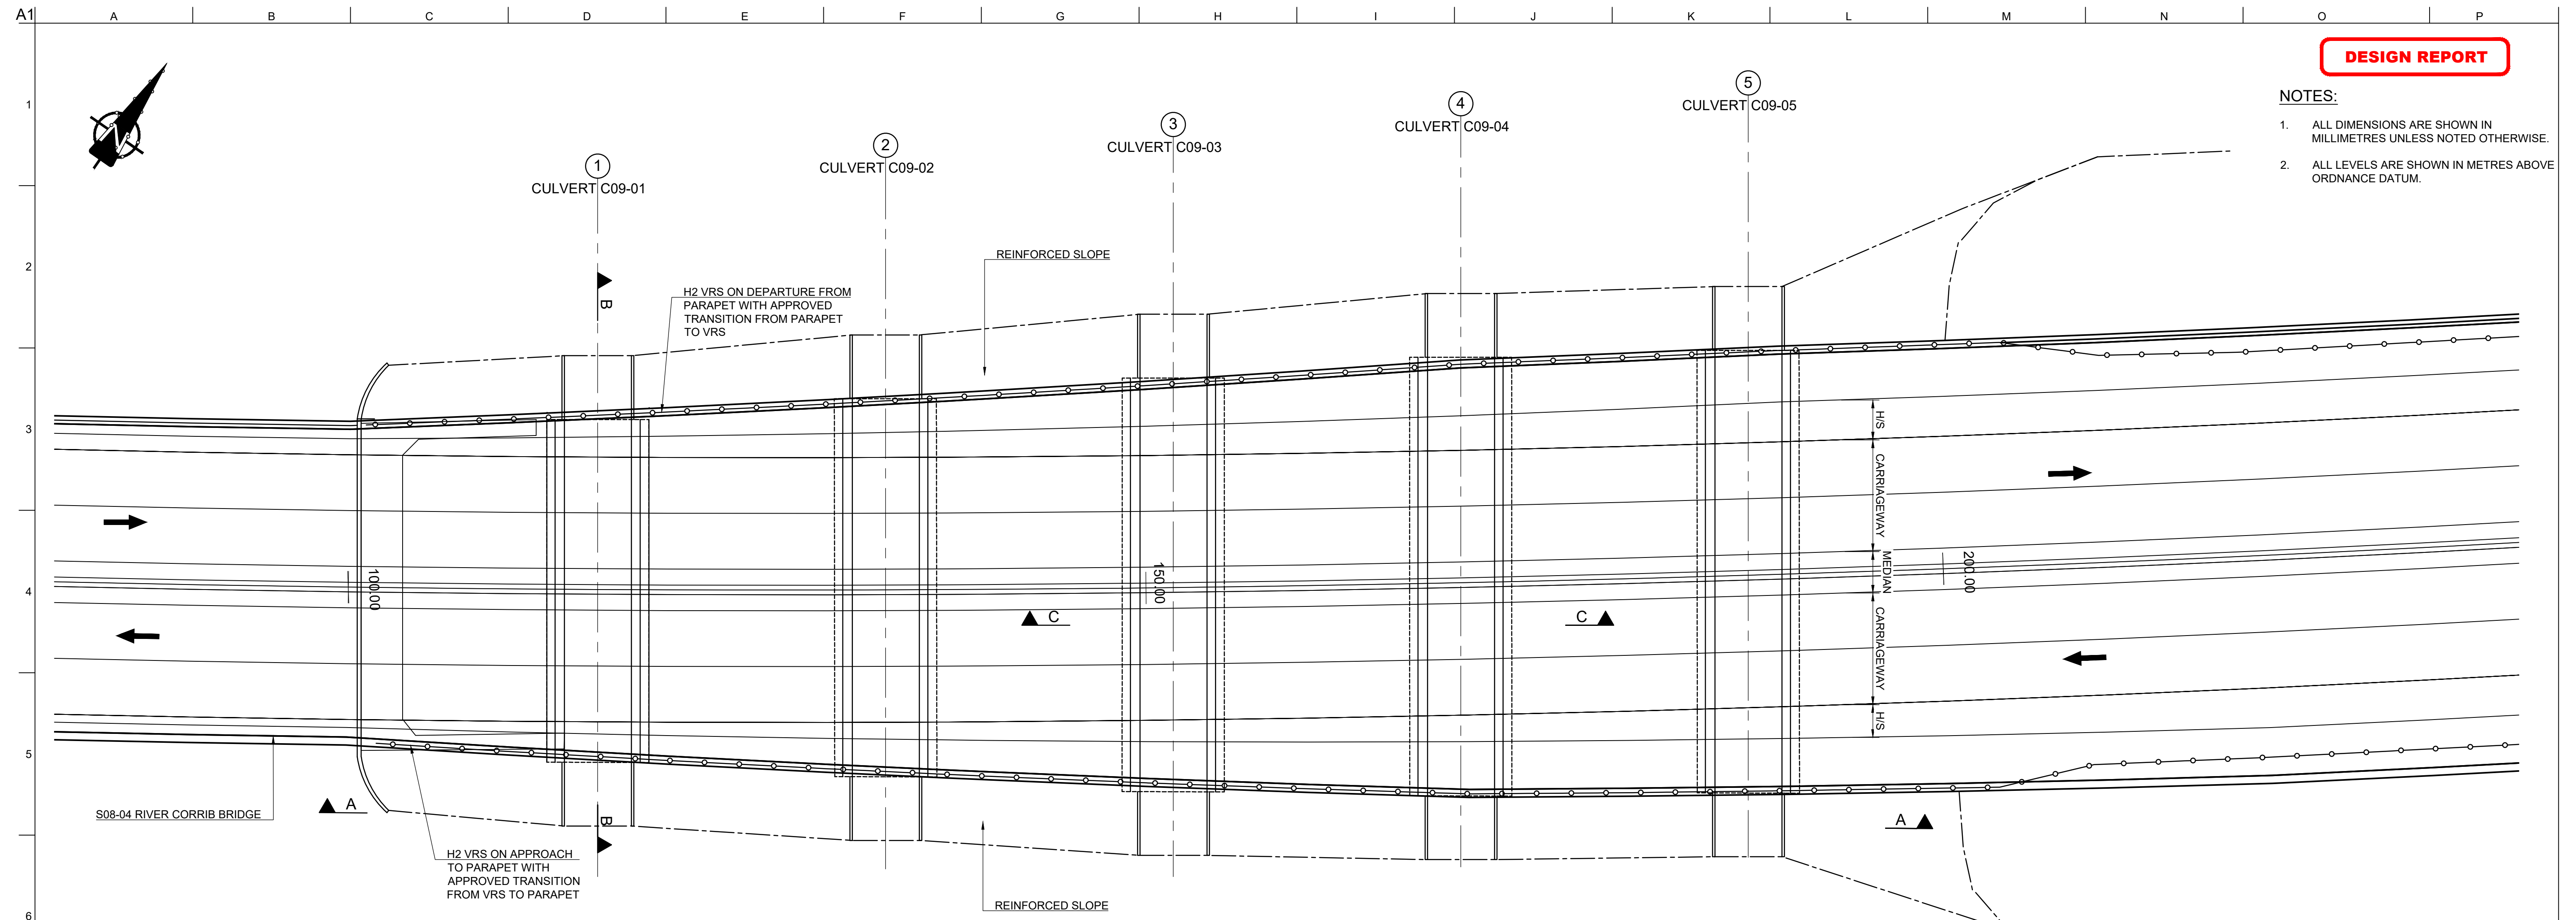 A1
A B C D E F G H I J K L M N O P
DESIGN REPORT
NOTES:
1. ALL DIMENSIONS ARE SHOWN IN
MILLIMETRES UNLESS NOTED OTHERWISE.
2. ALL LEVELS ARE SHOWN IN METRES ABOVE
ORDNANCE DATUM.
N
1
2
3
4
5
6
1
CULVERT C09-01
2
CULVERT C09-02
3
CULVERT C09-03
4
CULVERT C09-04
5
CULVERT C09-05
B
H2 VRS ON DEPARTURE FROM
PARAPET WITH APPROVED
TRANSITION FROM PARAPET
TO VRS
REINFORCED SLOPE
H/S
CARRIAGEWAY
MEDIAN
CARRIAGEWAY
H/S
100.00
150.00
200.00
C
C
S08-04 RIVER CORRIB BRIDGE
A
A
B
H2 VRS ON APPROACH
TO PARAPET WITH
APPROVED TRANSITION
FROM VRS TO PARAPET
REINFORCED SLOPE